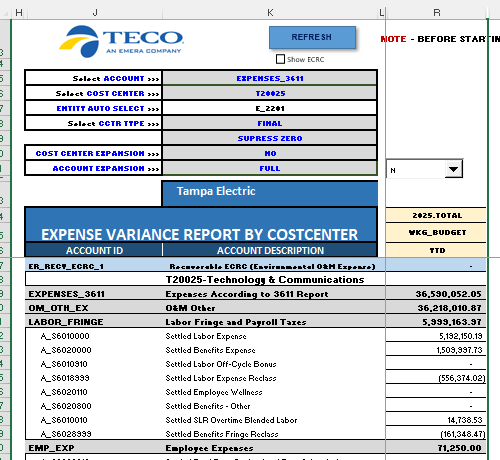 H J K L R
TECO
AN EMERA COMPANY
REFRESH
NOTE - BEFORE STARTIN
Show ECRC
Select ACCOUNT >>> EXPENSES_3611
Select COST CENTER >>> T20025
ENTITY AUTO SELECT >>> E_2201
Select CCTR TYPE >>> FINAL
SUPRESS ZERO
COST CENTER EXPANSION >>> NO
ACCOUNT EXPANSION >>> FULL
N
Tampa Electric
2025.TOTAL
EXPENSE VARIANCE REPORT BY COSTCENTER WKG_BUDGET
ACCOUNT ID ACCOUNT DESCRIPTION YTD
ER_RECV_ECRC_1 Recoverable ECRC (Environmental O&M Expense) -
T20025-Technology & Communications
EXPENSES_3611 Expenses According to 3611 Report 36,590,052.05
OM_OTH_EX O&M Other 36,218,010.87
LABOR_FRINGE Labor Fringe and Payroll Taxes 5,999,163.97
A_S6010000 Settled Labor Expense 5,192,150.19
A_S6020000 Settled Benefits Expense 1,509,997.73
A_S6010910 Settled Labor Off-Cycle Bonus -
A_S6018999 Settled Labor Expense Reclass (556,374.02)
A_S6020110 Settled Employee Wellness -
A_S6020800 Settled Benefits - Other -
A_S6010010 Settled SLR Overtime Blended Labor 14,738.53
A_S6028999 Settled Benefits Fringe Reclass (161,348.47)
EMP_EXP Employee Expenses 71,250.00